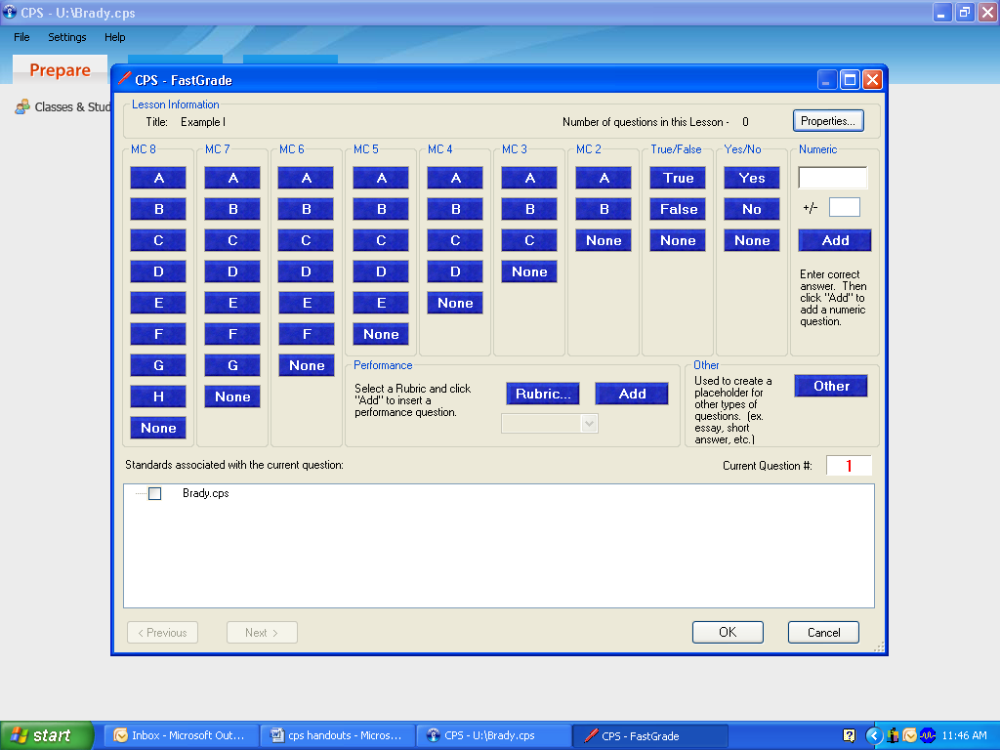 CPS - U:\Brady.cps
File Settings Help
Prepare
Classes & Stud
CPS - FastGrade
Lesson Information
Title: Example I
Number of questions in this Lesson - 0
Properties...
MC 8 MC 7 MC 6 MC 5 MC 4 MC 3 MC 2 True/False Yes/No Numeric
A A A A A A A True Yes
B B B B B B B False No +/-
C C C C C C None None None Add
D D D D D None
E E E E None
F F F None
G G None
H None
None
Enter correct
answer. Then
click "Add" to
add a numeric
question.
Performance
Select a Rubric and click
"Add" to insert a
performance question.
Rubric... Add
Other
Used to create a
placeholder for
other types of
questions. (ex.
essay, short
answer, etc.)
Other
Standards associated with the current question:
Current Question #: 1
Brady.cps
< Previous Next > OK Cancel
start Inbox - Microsoft Out... cps handouts - Micros... CPS - U:\Brady.cps CPS - FastGrade 11:46 AM